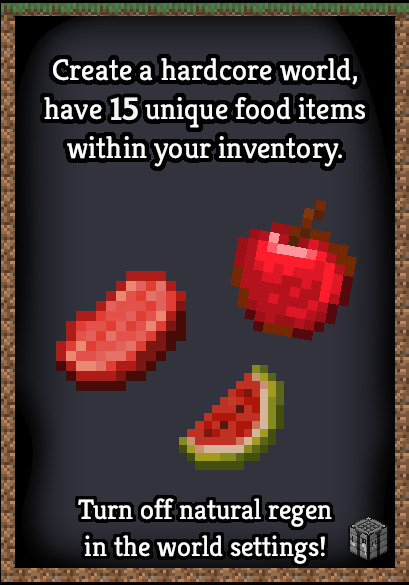 Create a hardcore world,
have 15 unique food items
within your inventory.
Turn off natural regen
in the world settings!